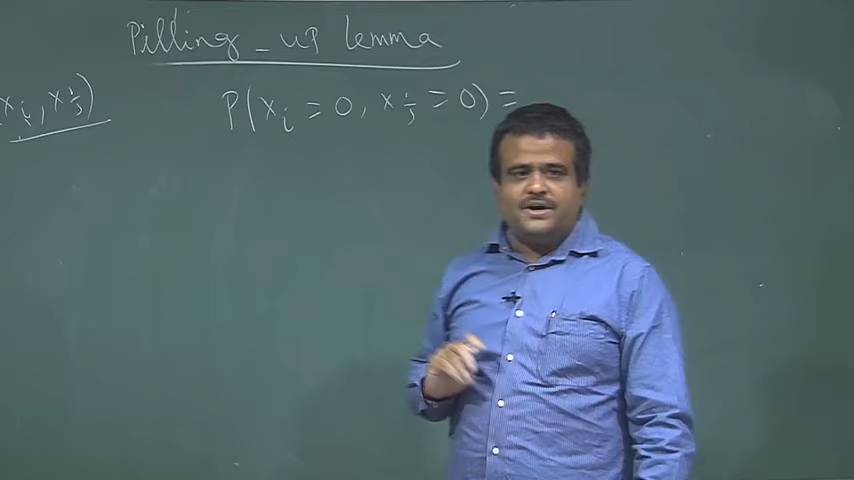 Pilling-up Lemma
x_i, x_j)
P(x_i = 0, x_j = 0) =